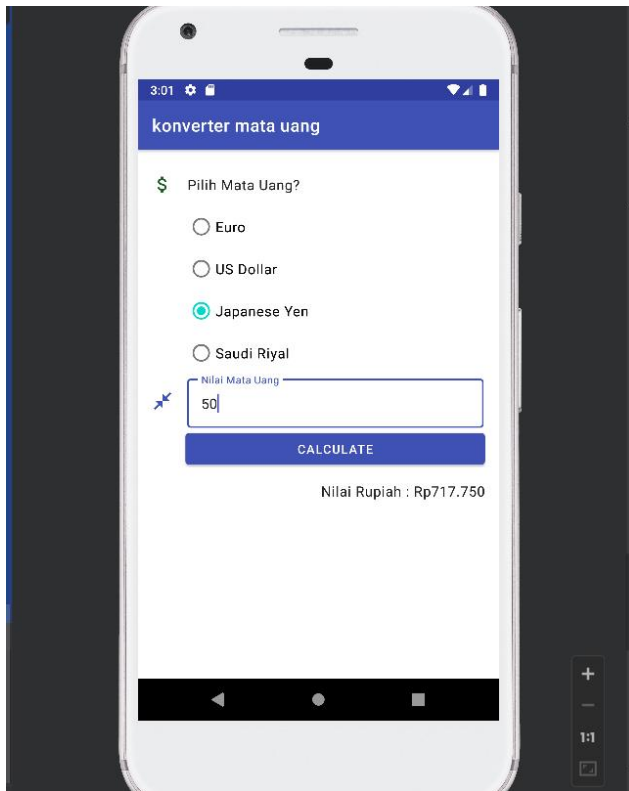 3:01
konverter mata uang
$ Pilih Mata Uang?
Euro
US Dollar
Japanese Yen
Saudi Riyal
Nilai Mata Uang
50
CALCULATE
Nilai Rupiah : Rp717.750
1:1